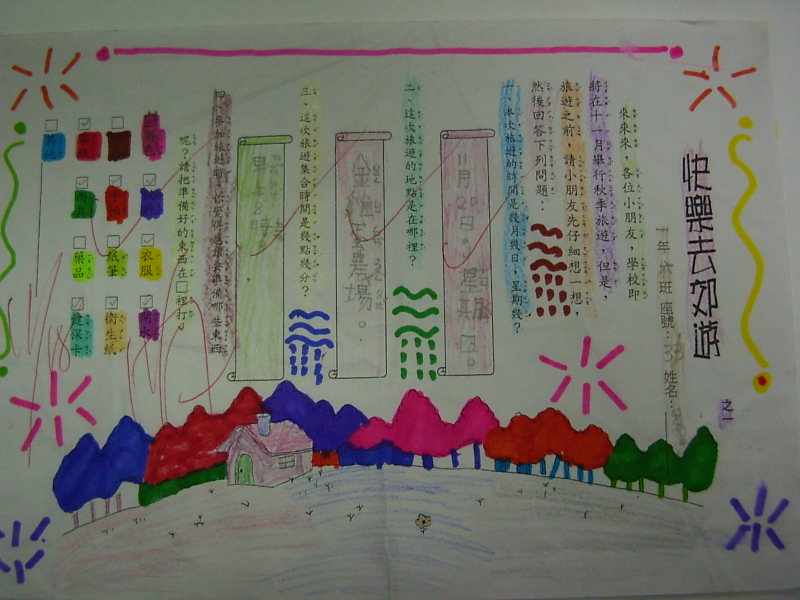 快樂去郊遊
之一
一年 六班 座號: 姓名:
來來來,各位小朋友,學校即
將在十一月舉行秋季旅遊,但是,
旅遊之前,請小朋友先仔細想一想,
然後回答下列問題:
一、本次旅遊的時間是幾月幾日,星期幾?
11月20日。星期四。
二、這次旅遊的地點是在哪裡?
農場。
三、這次旅遊集合時間是幾點幾分?
早上8時。
四、參加旅遊時,你覺得應該要準備哪些東西
呢?請把準備好的東西在□裡打ˇ
衣服
開水
紙筆
衛生紙
藥品
健保卡